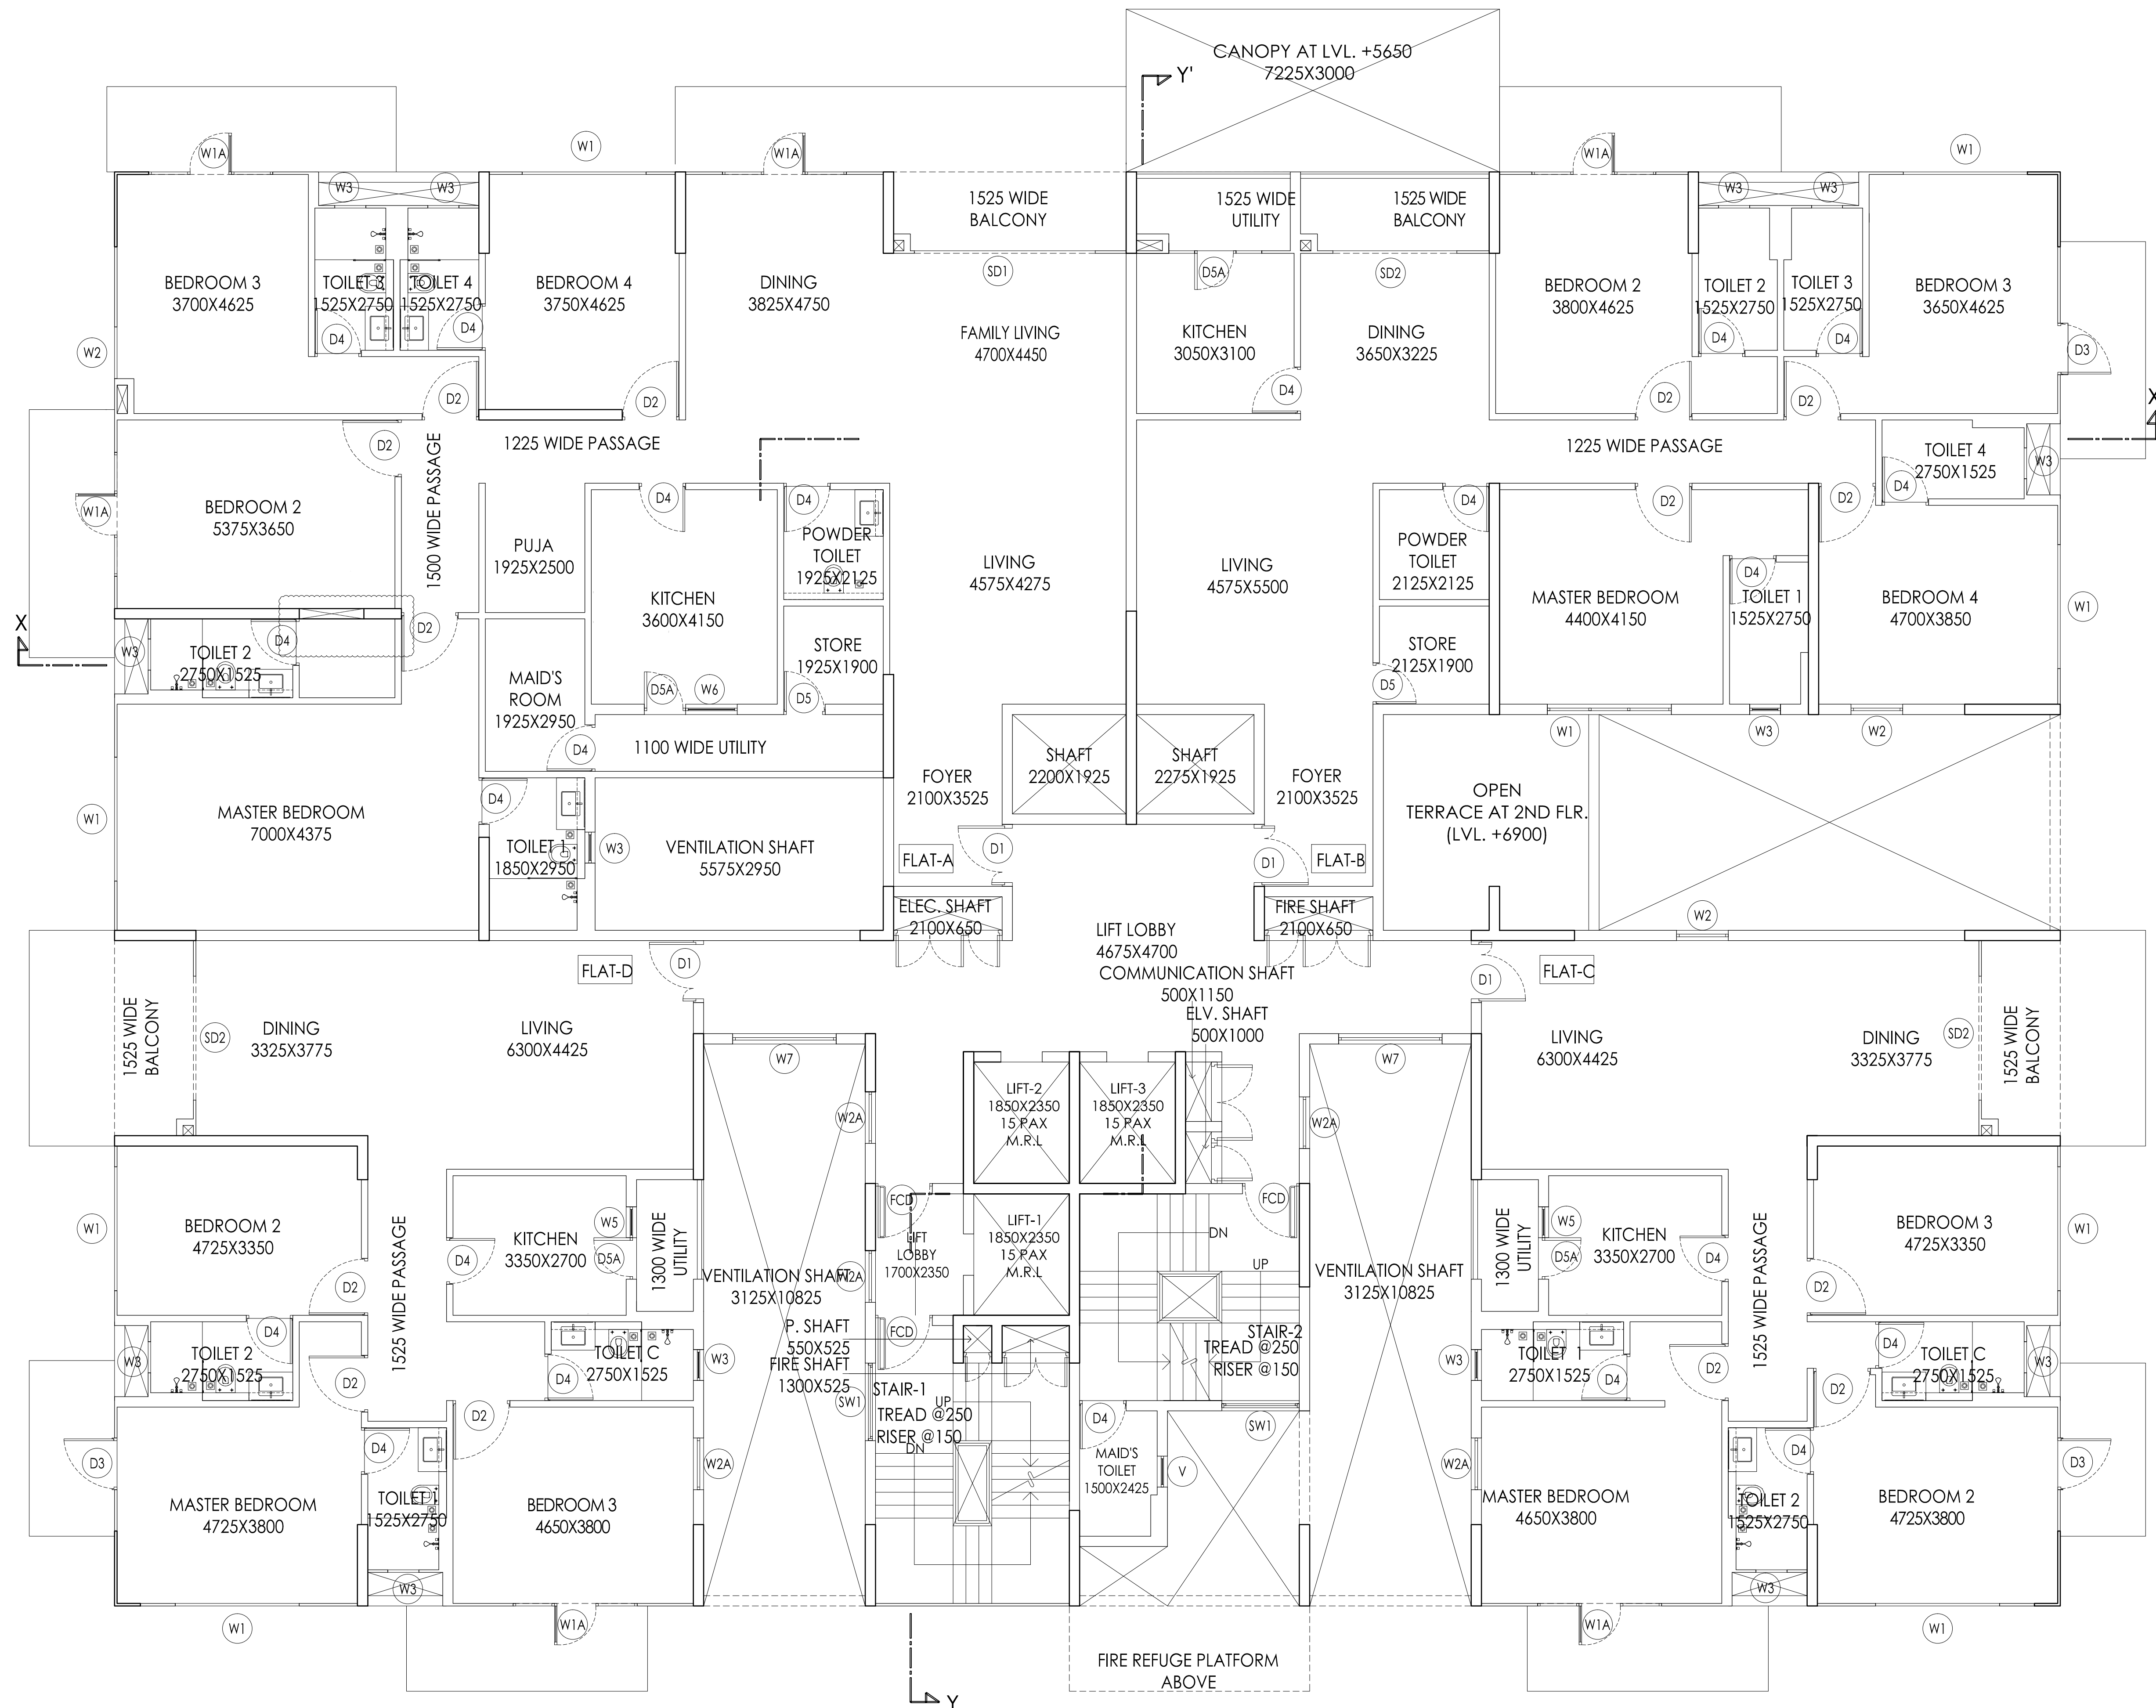 CANOPY AT LVL. +5650
7225X3000
Y'
W1A
W1
W1A
W1A
W1
W3
W3
1525 WIDE
BALCONY
1525 WIDE
UTILITY
1525 WIDE
BALCONY
W3
W3
BEDROOM 3
3700X4625
TOILET 3
1525X2750
TOILET 4
1525X2750
BEDROOM 4
3750X4625
DINING
3825X4750
SD1
D5A
SD2
BEDROOM 2
3800X4625
TOILET 2
1525X2750
TOILET 3
1525X2750
BEDROOM 3
3650X4625
FAMILY LIVING
4700X4450
KITCHEN
3050X3100
DINING
3650X3225
W2
D4
D4
D4
D4
D4
D3
D2
D2
D2
D2
X'
D2
1500 WIDE PASSAGE
1225 WIDE PASSAGE
1225 WIDE PASSAGE
TOILET 4
2750X1525
W3
D4
W1A
BEDROOM 2
5375X3650
D4
D4
D4
D2
D2
PUJA
1925X2500
POWDER
TOILET
1925X2125
LIVING
4575X4275
LIVING
4575X5500
POWDER
TOILET
2125X2125
D4
KITCHEN
3600X4150
MASTER BEDROOM
4400X4150
TOILET 1
1525X2750
BEDROOM 4
4700X3850
W1
X
W3
TOILET 2
2750X1525
D4
D2
STORE
1925X1900
STORE
2125X1900
MAID'S
ROOM
1925X2950
D5A
W6
D5
D5
D4
1100 WIDE UTILITY
W1
W3
W2
SHAFT
2200X1925
SHAFT
2275X1925
FOYER
2100X3525
FOYER
2100X3525
OPEN
TERRACE AT 2ND FLR.
(LVL. +6900)
W1
MASTER BEDROOM
7000X4375
D4
TOILET 1
1850X2950
W3
VENTILATION SHAFT
5575X2950
FLAT-A
D1
D1
FLAT-B
ELEC. SHAFT
2100X650
FIRE SHAFT
2100X650
W2
LIFT LOBBY
4675X4700
COMMUNICATION SHAFT
500X1150
ELV. SHAFT
500X1000
FLAT-D
D1
D1
FLAT-C
1525 WIDE
BALCONY
SD2
DINING
3325X3775
LIVING
6300X4425
W7
W7
LIVING
6300X4425
DINING
3325X3775
SD2
1525 WIDE
BALCONY
W2A
LIFT-2
1850X2350
15 PAX
M.R.L
LIFT-3
1850X2350
15 PAX
M.R.L
W2A
W1
BEDROOM 2
4725X3350
1525 WIDE PASSAGE
KITCHEN
3350X2700
D4
W5
D5A
1300 WIDE
UTILITY
VENTILATION SHAFT
3125X10825
W2A
FCD
LIFT
LOBBY
1700X2350
LIFT-1
1850X2350
15 PAX
M.R.L
FCD
DN
UP
VENTILATION SHAFT
3125X10825
1300 WIDE
UTILITY
W5
D5A
KITCHEN
3350X2700
D4
1525 WIDE PASSAGE
BEDROOM 3
4725X3350
W1
D2
D2
P. SHAFT
550X525
FCD
FIRE SHAFT
1300X525
STAIR-2
TREAD @250
RISER @150
W3
TOILET 2
2750X1525
D4
D2
TOILET C
2750X1525
D4
W3
W3
TOILET 1
2750X1525
D4
D2
D4
D2
TOILET C
2750X1525
W3
STAIR-1
TREAD @250
RISER @150
UP
DN
SW1
SW1
D2
D4
D4
MAID'S
TOILET
1500X2425
V
D4
D3
MASTER BEDROOM
4725X3800
TOILET 1
1525X2750
BEDROOM 3
4650X3800
W2A
W2A
MASTER BEDROOM
4650X3800
TOILET 2
1525X2750
BEDROOM 2
4725X3800
D3
W3
W3
W1
W1A
W1A
W1
FIRE REFUGE PLATFORM
ABOVE
Y